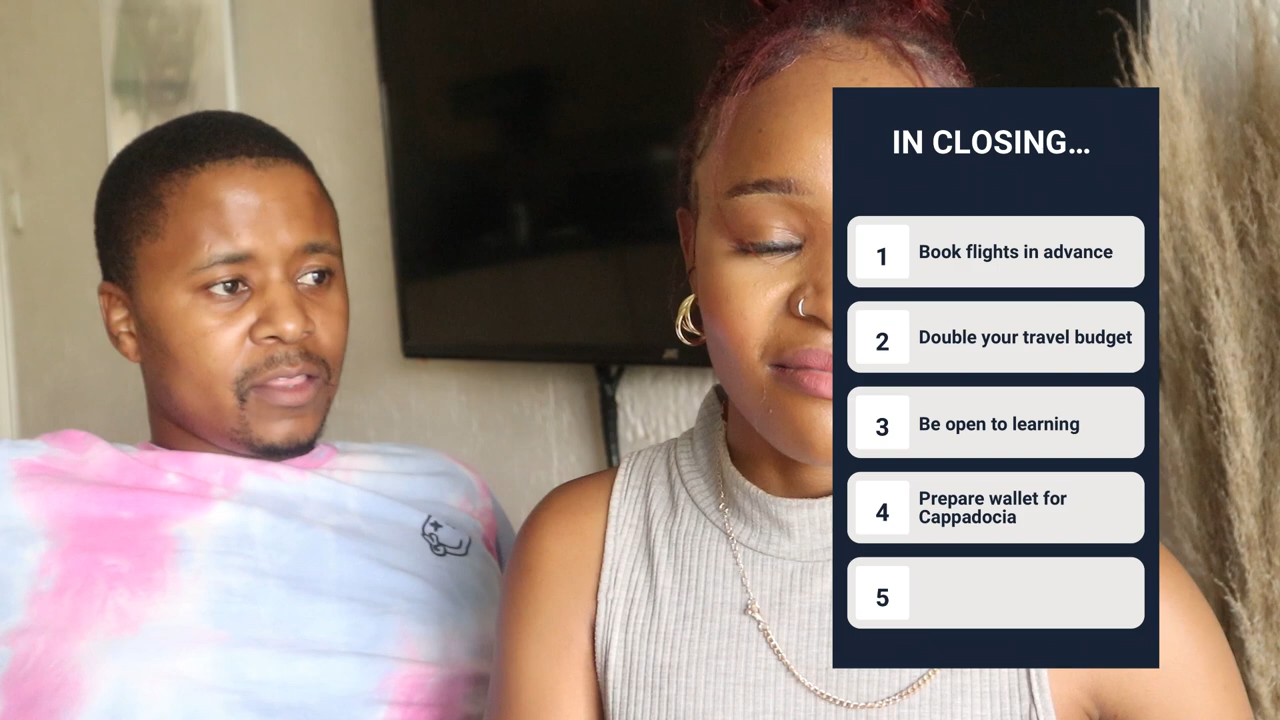 IN CLOSING...
1 Book flights in advance
2 Double your travel budget
3 Be open to learning
4 Prepare wallet for
Cappadocia
5